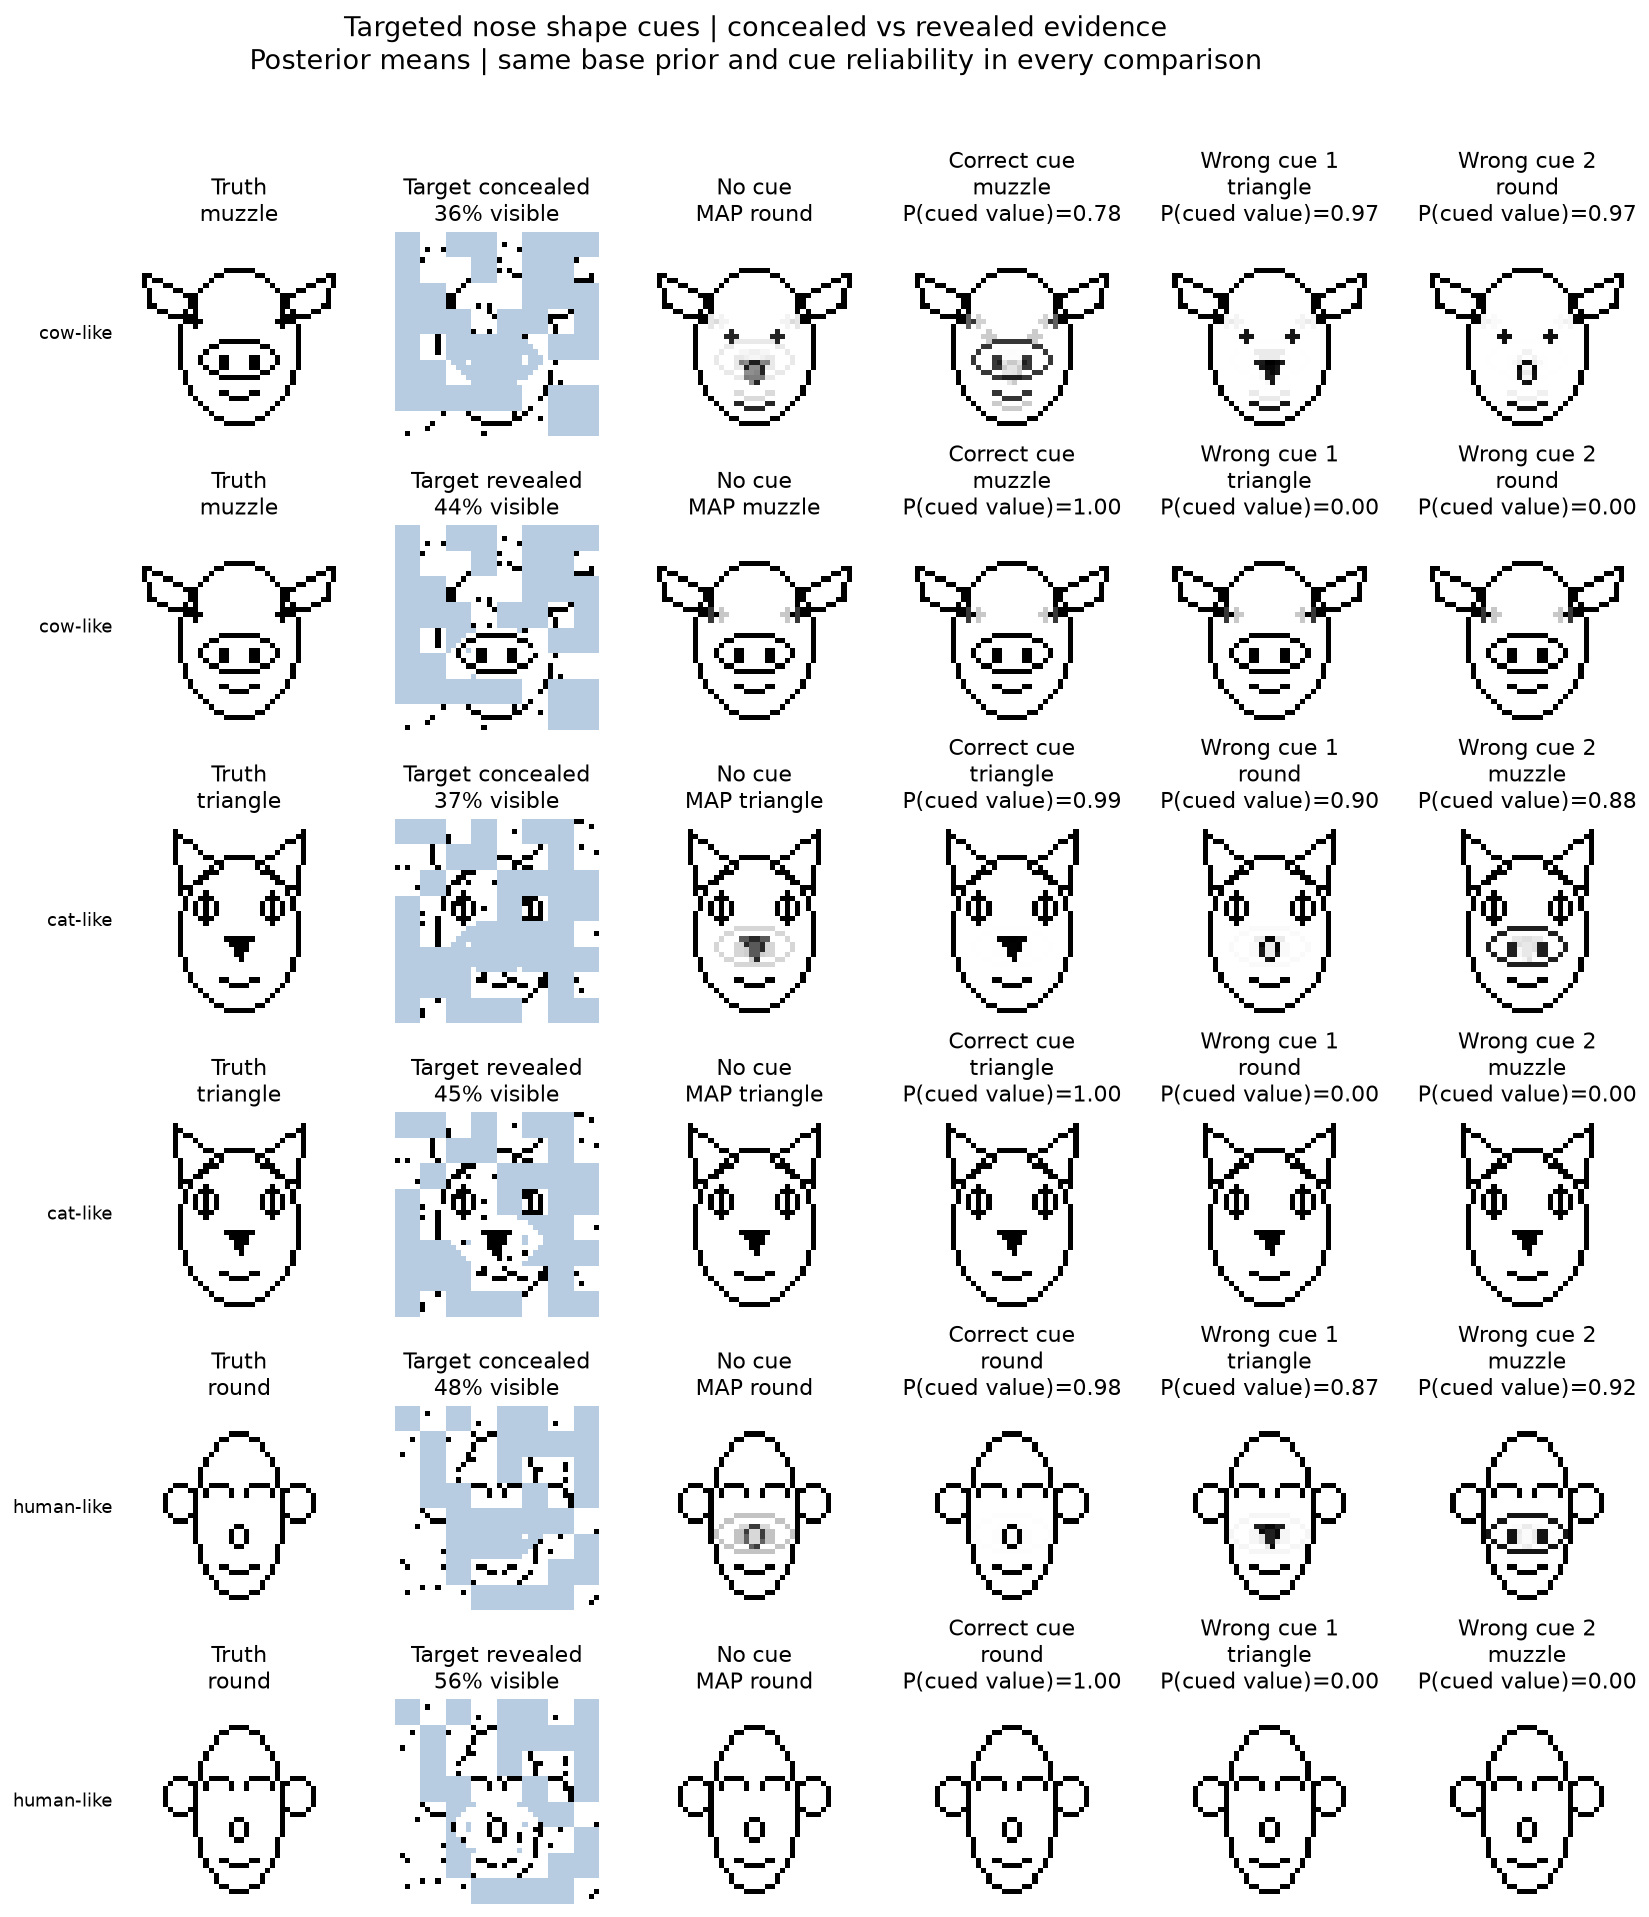 Targeted nose shape cues | concealed vs revealed evidence
Posterior means | same base prior and cue reliability in every comparison
Truth
muzzle
Target concealed
36% visible
No cue
MAP round
Correct cue
muzzle
P(cued value)=0.78
Wrong cue 1
triangle
P(cued value)=0.97
Wrong cue 2
round
P(cued value)=0.97
cow-like
Truth
muzzle
Target revealed
44% visible
No cue
MAP muzzle
Correct cue
muzzle
P(cued value)=1.00
Wrong cue 1
triangle
P(cued value)=0.00
Wrong cue 2
round
P(cued value)=0.00
cow-like
Truth
triangle
Target concealed
37% visible
No cue
MAP triangle
Correct cue
triangle
P(cued value)=0.99
Wrong cue 1
round
P(cued value)=0.90
Wrong cue 2
muzzle
P(cued value)=0.88
cat-like
Truth
triangle
Target revealed
45% visible
No cue
MAP triangle
Correct cue
triangle
P(cued value)=1.00
Wrong cue 1
round
P(cued value)=0.00
Wrong cue 2
muzzle
P(cued value)=0.00
cat-like
Truth
round
Target concealed
48% visible
No cue
MAP round
Correct cue
round
P(cued value)=0.98
Wrong cue 1
triangle
P(cued value)=0.87
Wrong cue 2
muzzle
P(cued value)=0.92
human-like
Truth
round
Target revealed
56% visible
No cue
MAP round
Correct cue
round
P(cued value)=1.00
Wrong cue 1
triangle
P(cued value)=0.00
Wrong cue 2
muzzle
P(cued value)=0.00
human-like